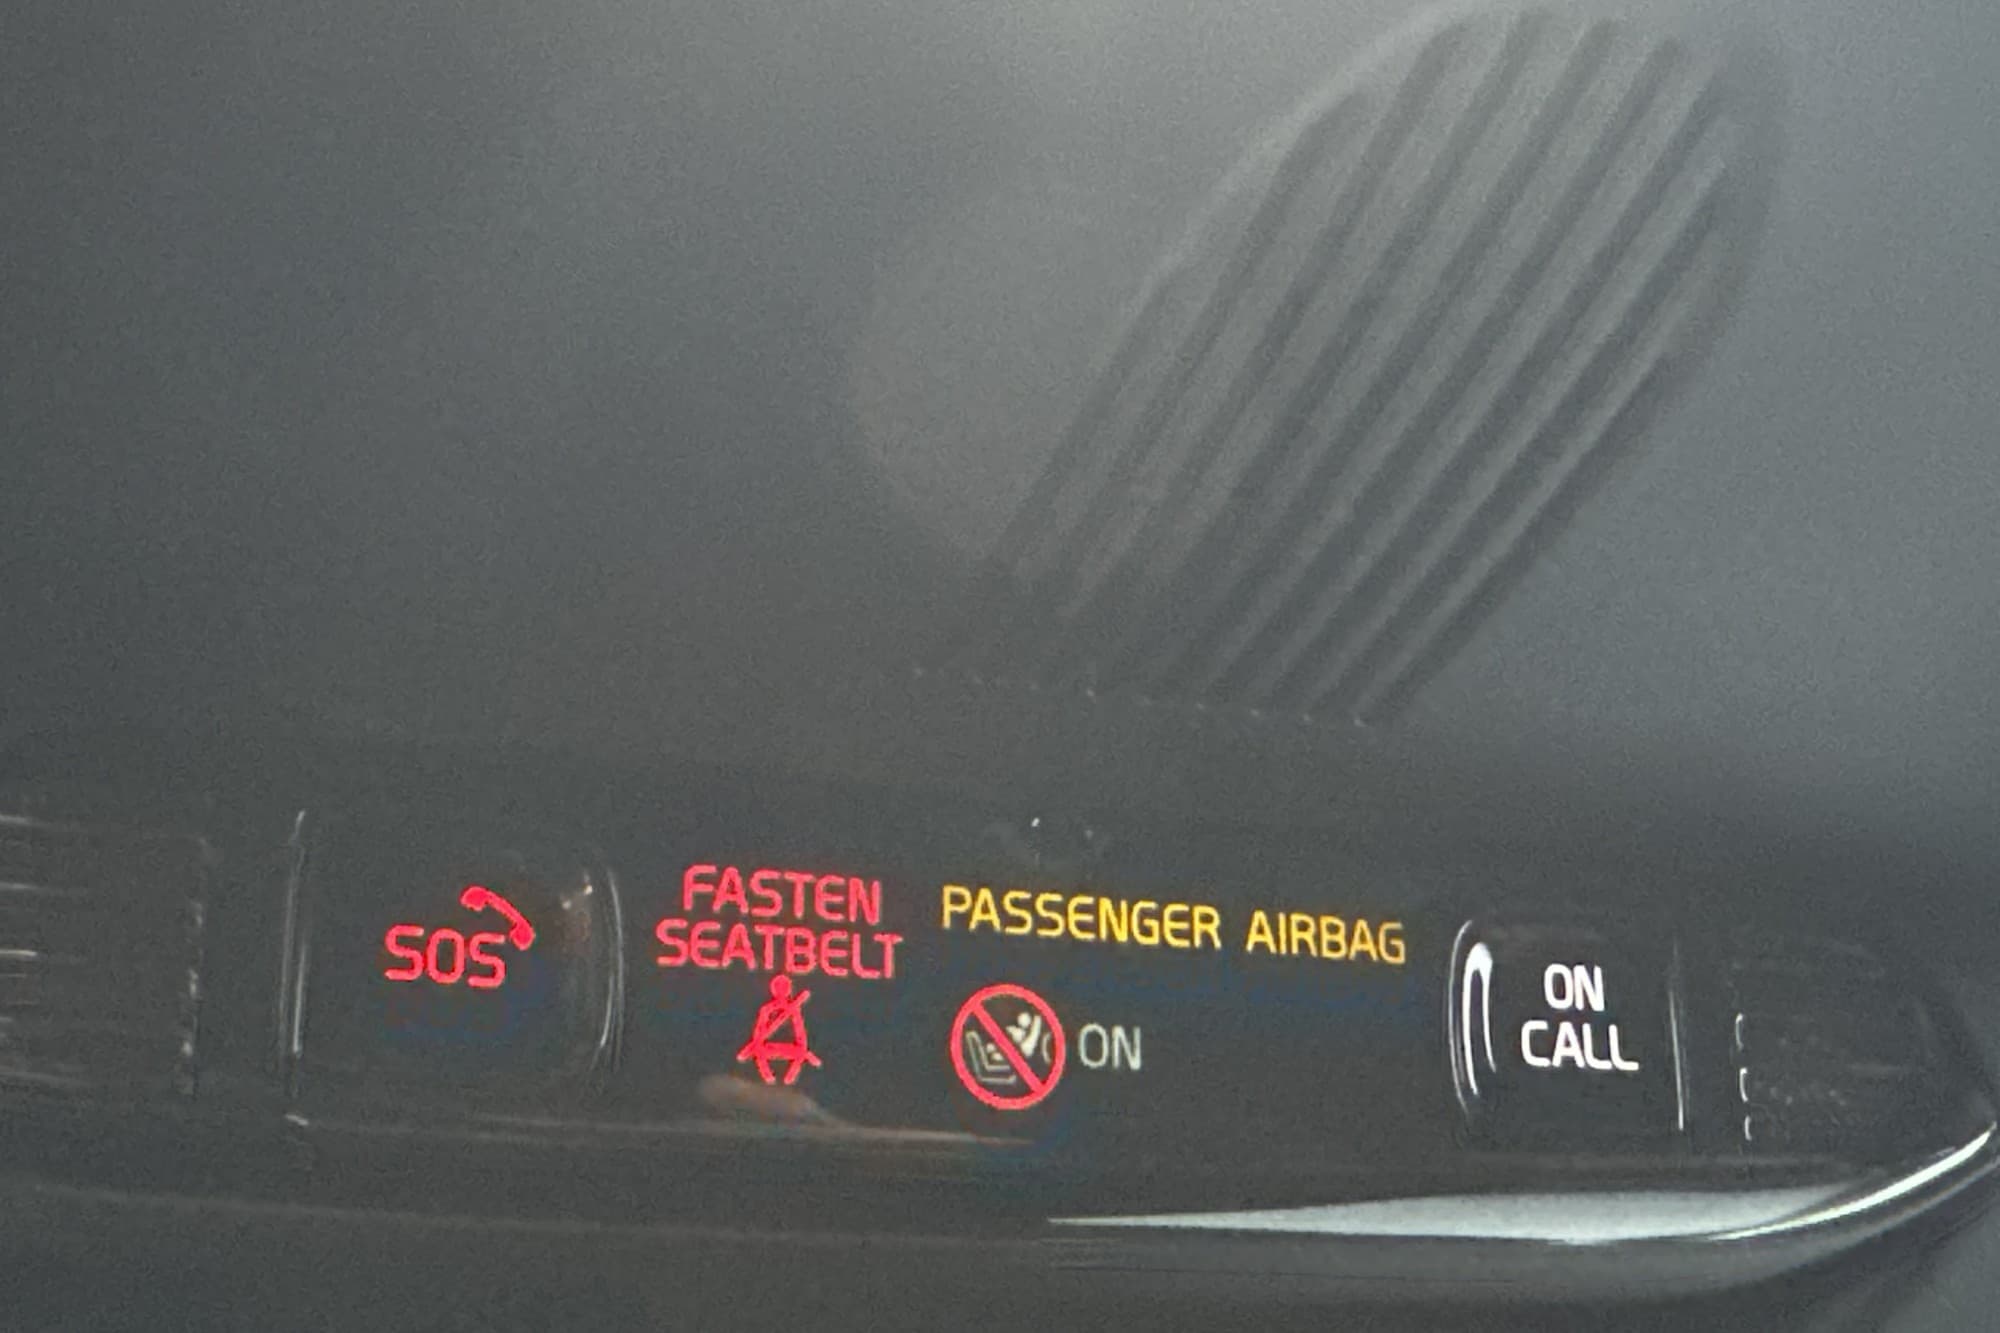 SOS
FASTEN
SEATBELT
PASSENGER AIRBAG
ON
ON
CALL